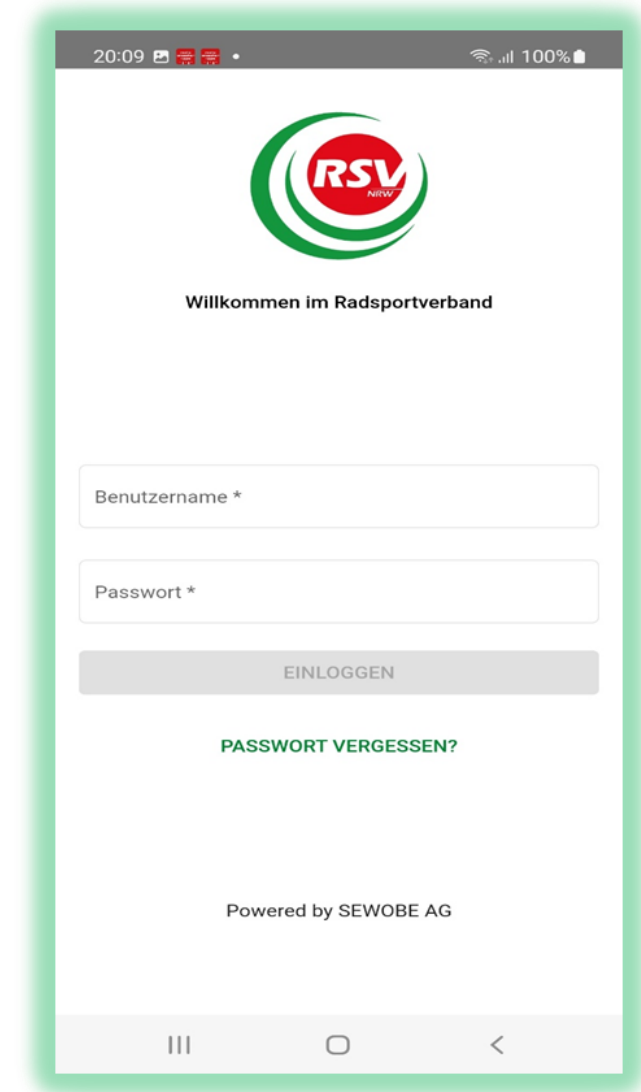 20:09
100%
RSV
NRW
Willkommen im Radsportverband
Benutzername *
Passwort *
EINLOGGEN
PASSWORT VERGESSEN?
Powered by SEWOBE AG